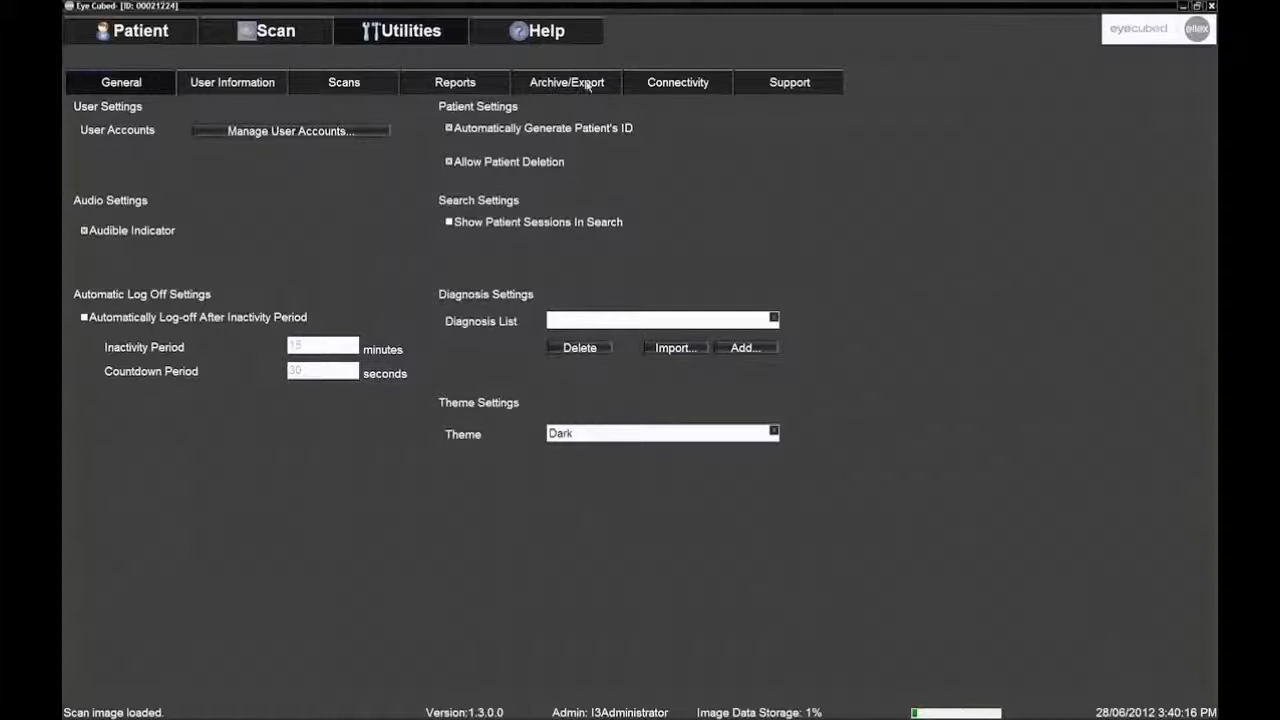 Eye Cubed- [ID: 00021224]
Patient Scan Utilities Help
eyecubed ellex
General User Information Scans Reports Archive/Export Connectivity Support
User Settings
User Accounts Manage User Accounts...
Patient Settings
Automatically Generate Patient's ID
Allow Patient Deletion
Audio Settings
Audible Indicator
Search Settings
Show Patient Sessions In Search
Automatic Log Off Settings
Automatically Log-off After Inactivity Period
Inactivity Period 15 minutes
Countdown Period 30 seconds
Diagnosis Settings
Diagnosis List
Delete Import... Add...
Theme Settings
Theme Dark
Scan image loaded. Version:1.3.0.0 Admin: I3Administrator Image Data Storage: 1% 28/06/2012 3:40:16 PM